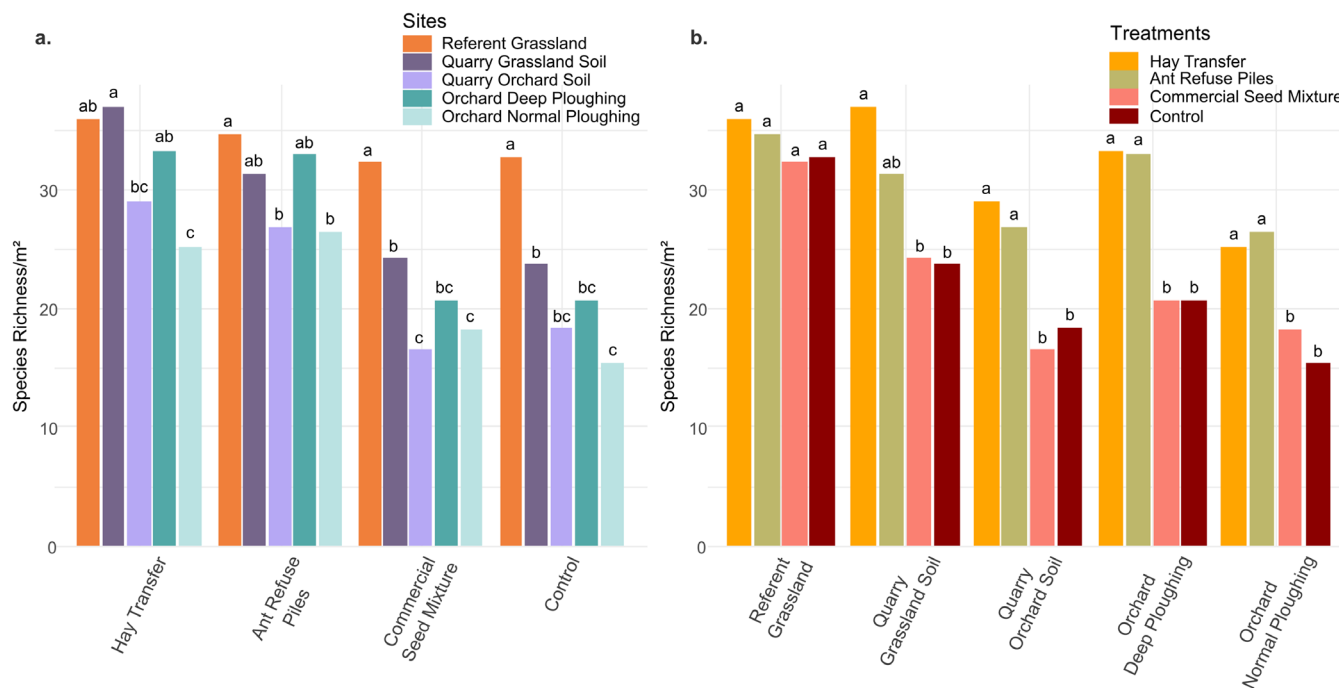 a.
Sites
Referent Grassland
Quarry Grassland Soil
Quarry Orchard Soil
Orchard Deep Ploughing
Orchard Normal Ploughing
Species Richness/m²
30
20
10
0
ab
a
bc
ab
c
a
ab
b
ab
b
a
b
c
bc
c
a
b
bc
bc
c
Hay Transfer
Ant Refuse
Piles
Commercial
Seed Mixture
Control
b.
Treatments
Hay Transfer
Ant Refuse Piles
Commercial Seed Mixture
Control
Species Richness/m²
30
20
10
0
a
a
a
a
a
ab
b
b
a
a
b
b
a
a
b
b
a
a
b
b
Referent
Grassland
Quarry
Grassland Soil
Quarry
Orchard Soil
Orchard
Deep Ploughing
Orchard
Normal Ploughing